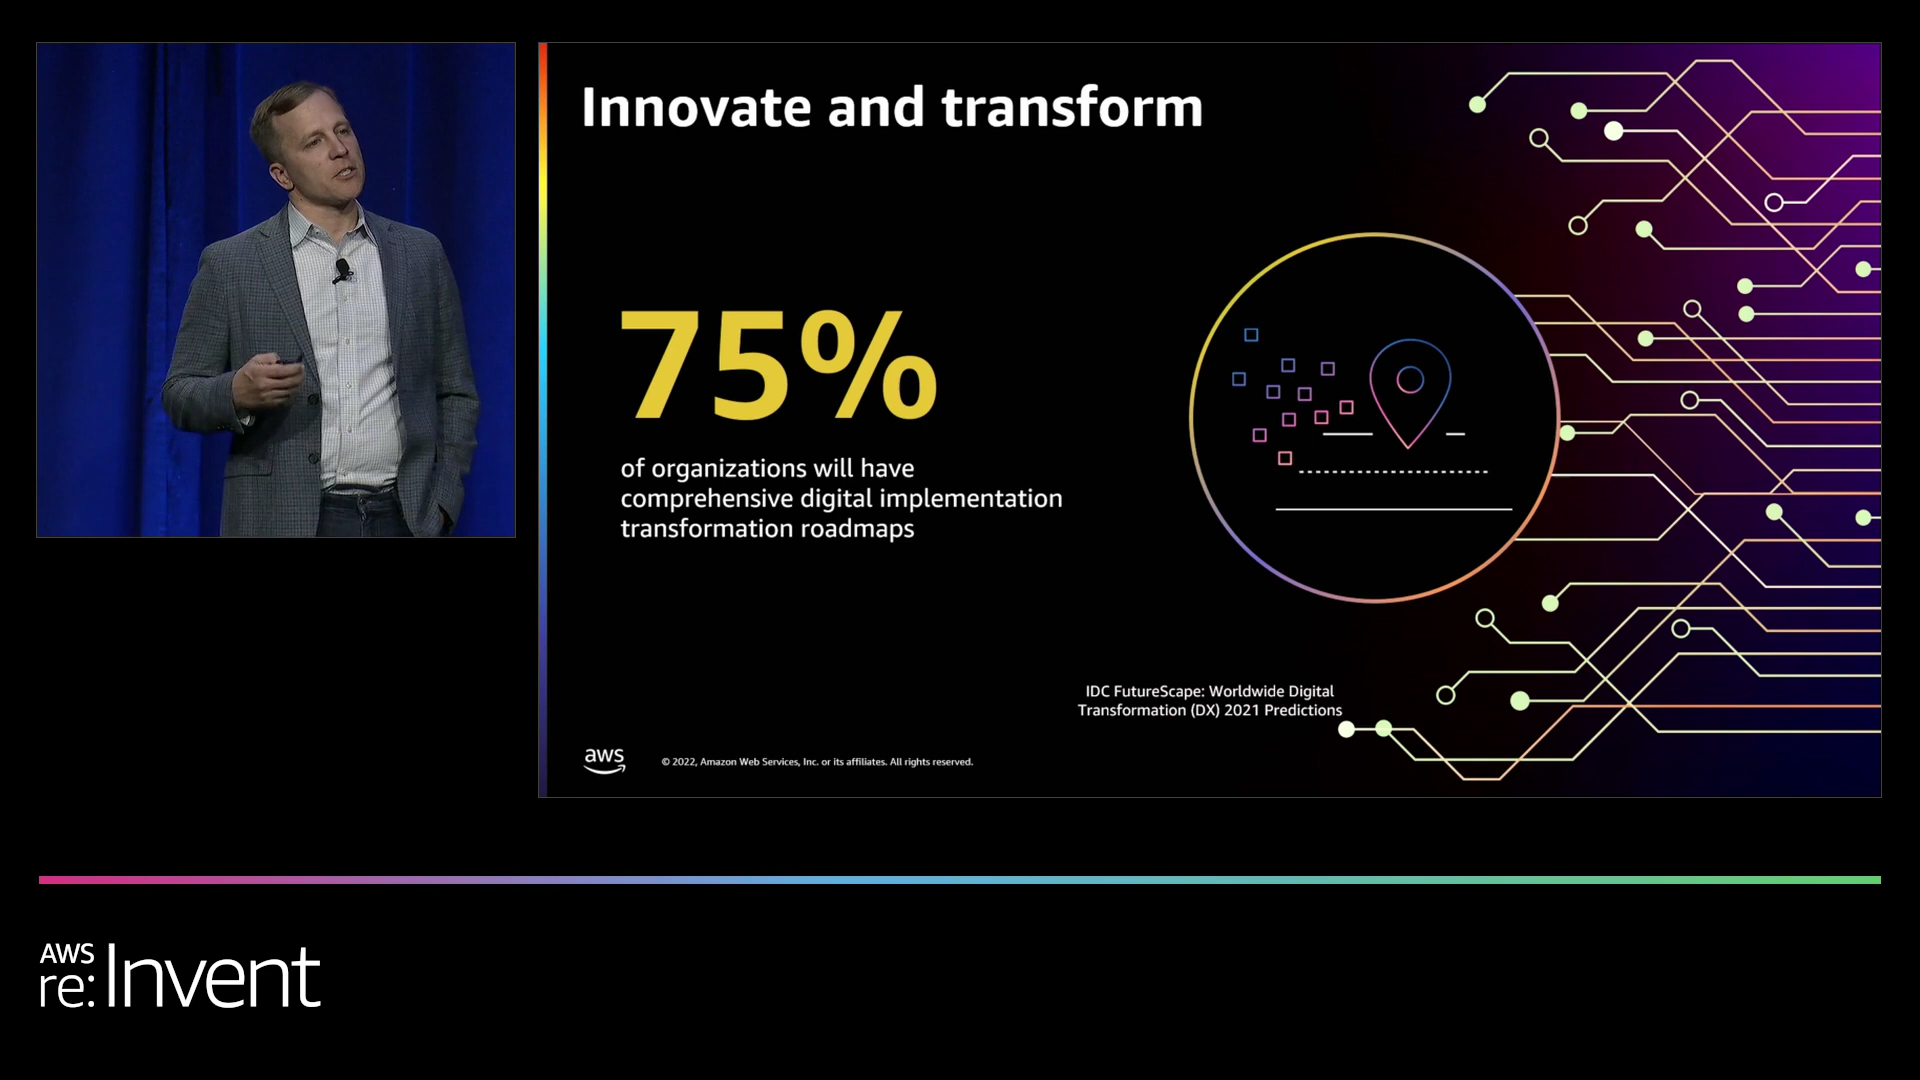 Innovate and transform
75%
of organizations will have
comprehensive digital implementation
transformation roadmaps
IDC FutureScape: Worldwide Digital
Transformation (DX) 2021 Predictions
aws
© 2022, Amazon Web Services, Inc. or its affiliates. All rights reserved.
AWS
re:Invent